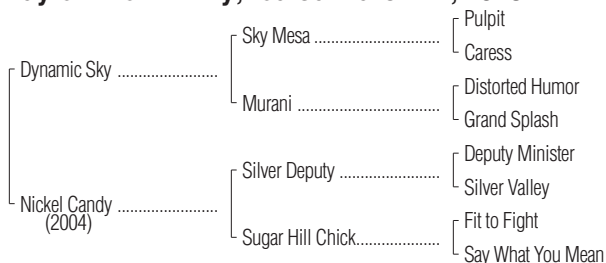 Pulpit
Sky Mesa ..................................
Caress
Dynamic Sky ...........................
Distorted Humor
Murani ......................................
Grand Splash
Deputy Minister
Silver Deputy ...........................
Silver Valley
Nickel Candy ...........................
(2004)
Fit to Fight
Sugar Hill Chick.......................
Say What You Mean